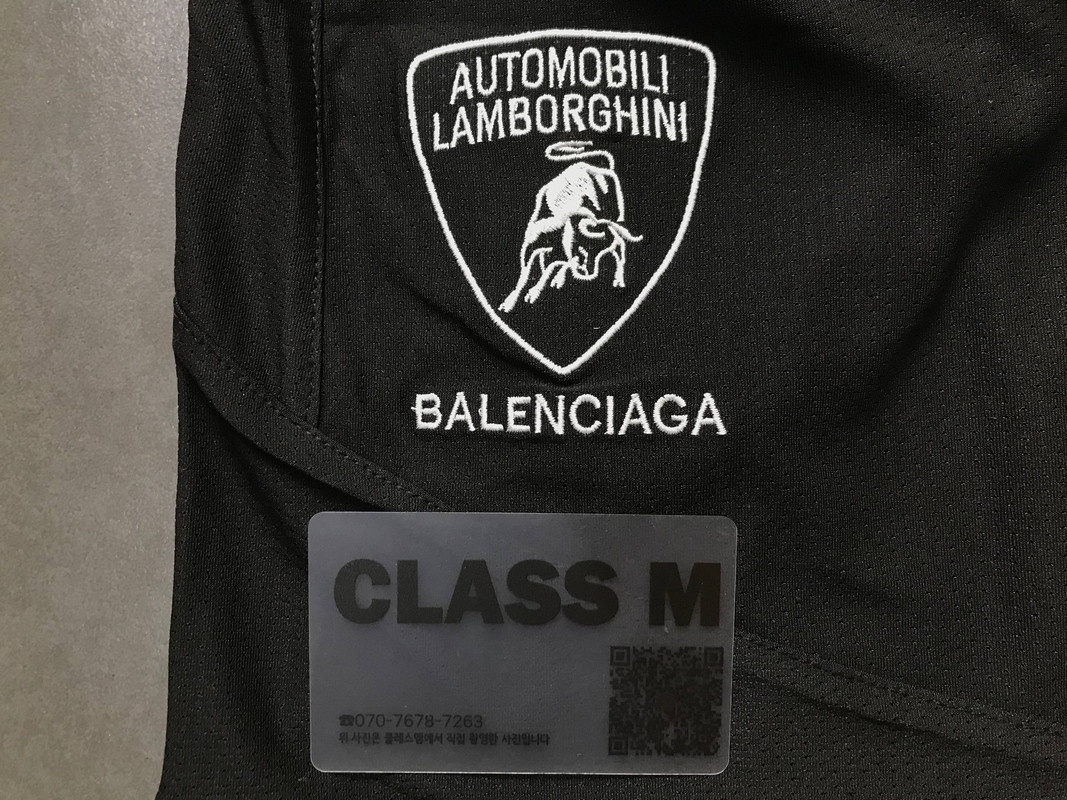 AUTOMOBILI
LAMBORGHINI
BALENCIAGA
CLASS M
☎070-7678-7263
위 사진은 클레스엠에서 직접 촬영한 사진입니다